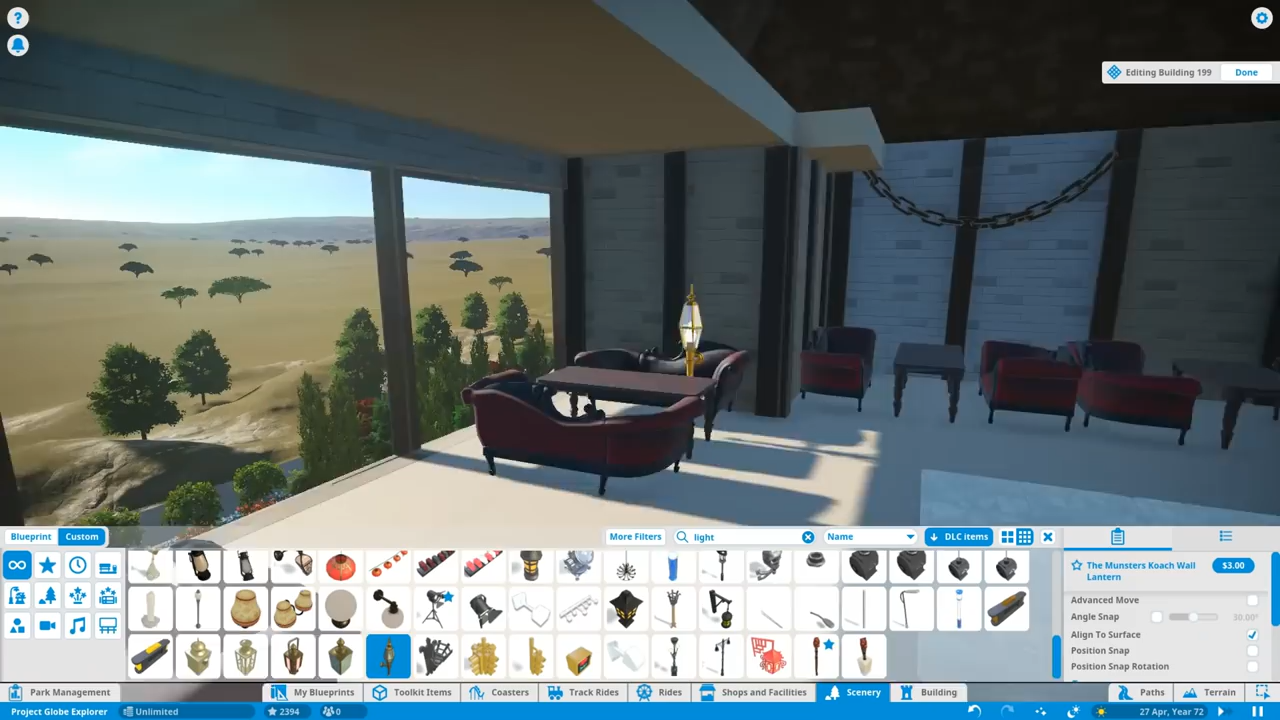 ?
Editing Building 199 Done
Blueprint Custom More Filters light Name DLC items
The Munsters Koach Wall Lantern $3.00
Advanced Move
Angle Snap 30.00°
Align To Surface
Position Snap
Position Snap Rotation
Park Management My Blueprints Toolkit Items Coasters Track Rides Rides Shops and Facilities Scenery Building Paths Terrain
Project Globe Explorer Unlimited 2394 0 27 Apr, Year 72